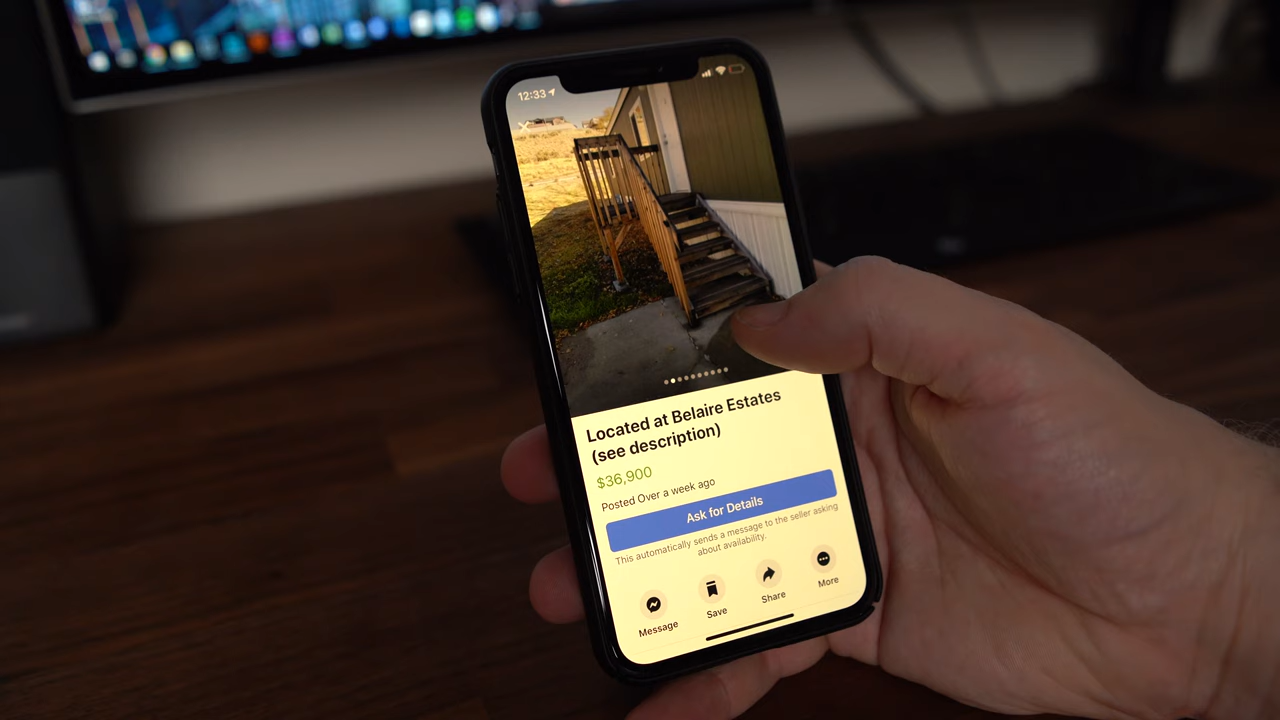 12:33
Located at Belaire Estates
(see description)
$36,900
Posted Over a week ago
Ask for Details
This automatically sends a message to the seller asking
about availability.
Message
Save
Share
More